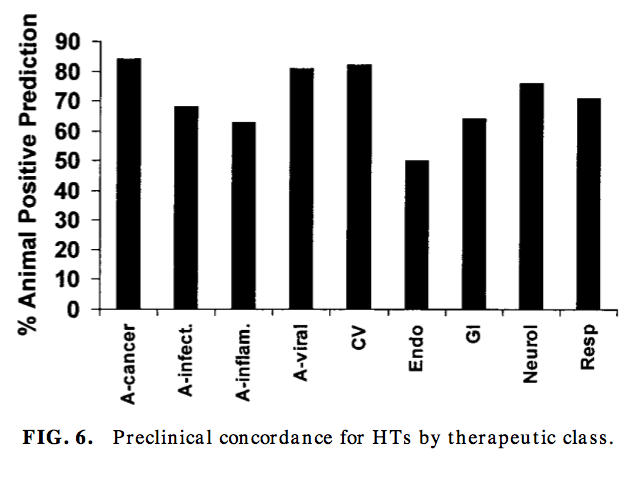 % Animal Positive Prediction
90
80
70
60
50
40
30
20
10
0
A-cancer
A-infect.
A-inflam.
A-viral
CV
Endo
GI
Neurol
Resp
FIG. 6. Preclinical concordance for HTs by therapeutic class.